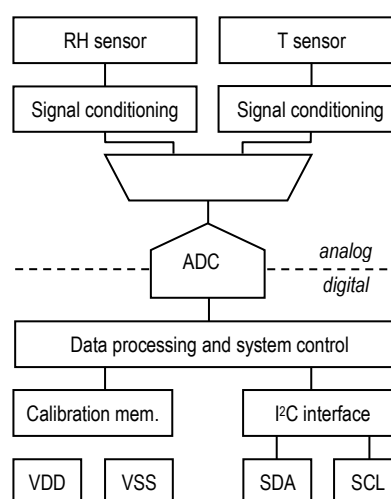 RH sensor
T sensor
Signal conditioning
Signal conditioning
ADC
analog
digital
Data processing and system control
Calibration mem.
I²C interface
VDD
VSS
SDA
SCL